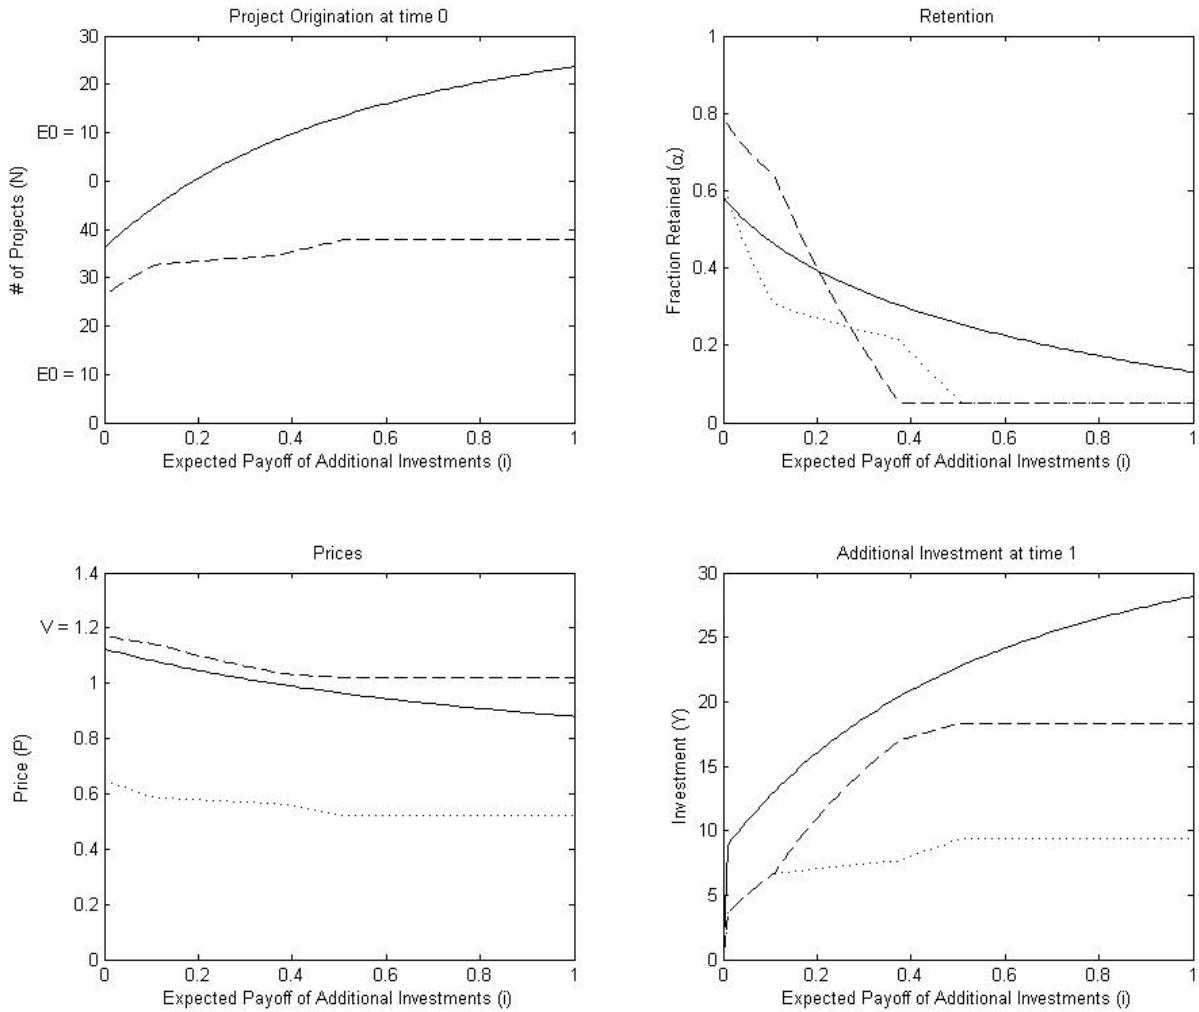 Project Origination at time 0
30
20
E0 = 10
0
40
30
20
E0 = 10
0
# of Projects (N)
0 0.2 0.4 0.6 0.8 1
Expected Payoff of Additional Investments (i)
Retention
1
0.8
0.6
0.4
0.2
0
Fraction Retained (α)
0 0.2 0.4 0.6 0.8 1
Expected Payoff of Additional Investments (i)
Prices
1.4
V = 1.2
1
0.8
0.6
0.4
0.2
0
Price (P)
0 0.2 0.4 0.6 0.8 1
Expected Payoff of Additional Investments (i)
Additional Investment at time 1
30
25
20
15
10
5
0
Investment (Y)
0 0.2 0.4 0.6 0.8 1
Expected Payoff of Additional Investments (i)